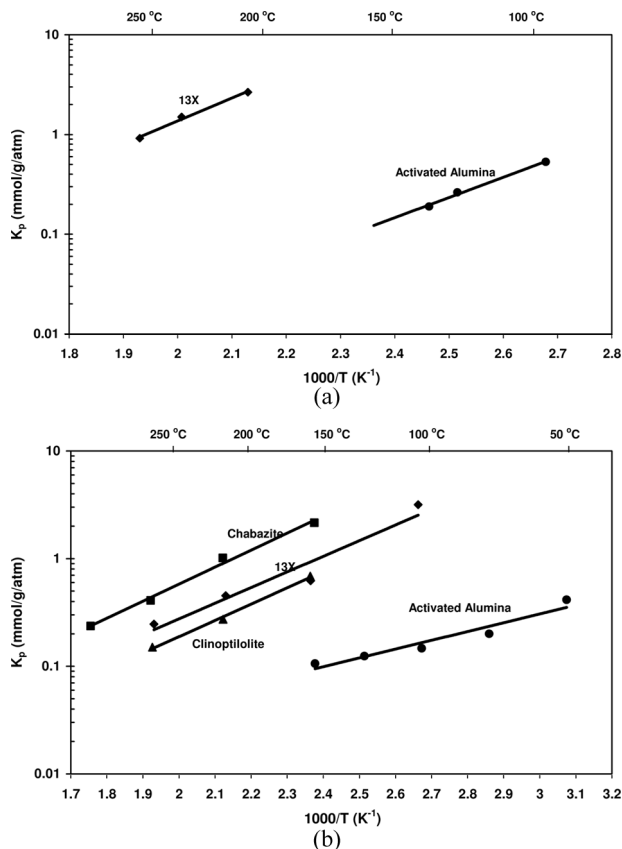 250 °C 200 °C 150 °C 100 °C
10
13X
1
Activated Alumina
K_p (mmol/g/atm)
0.1
0.01
1.8 1.9 2 2.1 2.2 2.3 2.4 2.5 2.6 2.7 2.8
1000/T (K⁻¹)
(a)
250 °C 200 °C 150 °C 100 °C 50 °C
10
Chabazite
1
13X
Activated Alumina
Clinoptilolite
K_p (mmol/g/atm)
0.1
0.01
1.7 1.8 1.9 2 2.1 2.2 2.3 2.4 2.5 2.6 2.7 2.8 2.9 3 3.1 3.2
1000/T (K⁻¹)
(b)